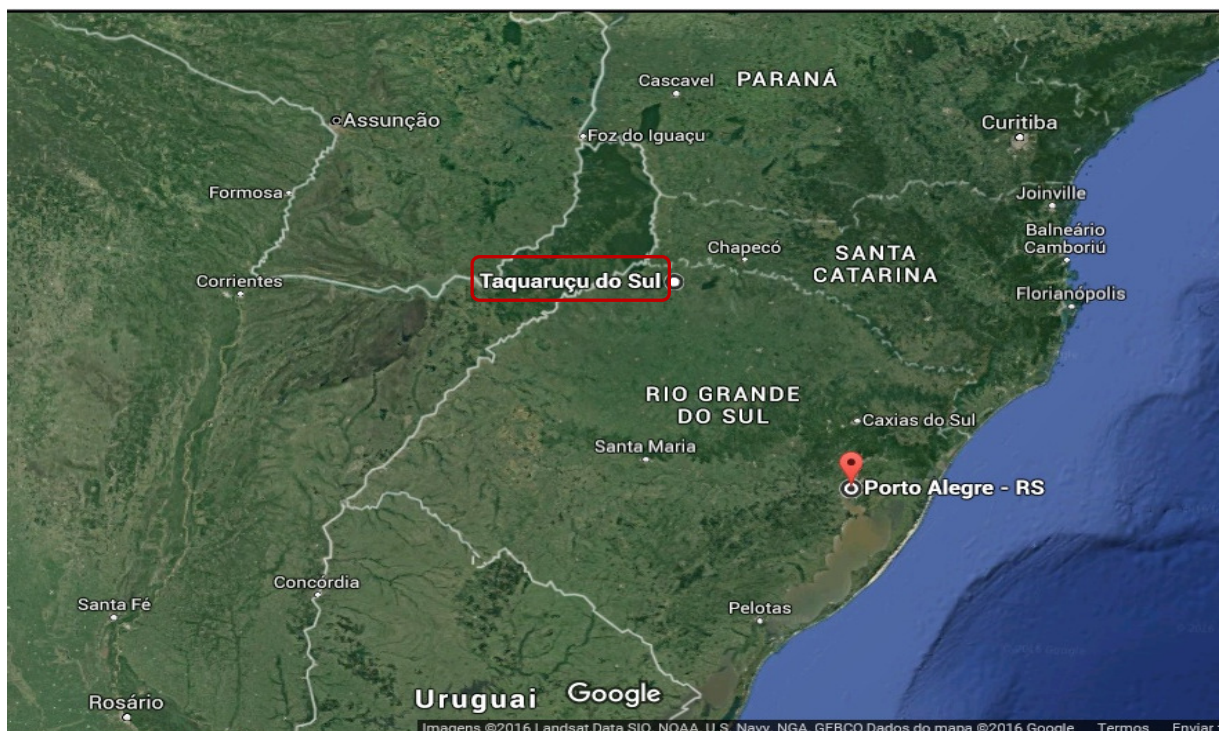 Cascavel
PARANÁ
Assunção
Foz do Iguaçu
Curitiba
Formosa
Joinville
Balneário
Camboriú
Chapecó
SANTA
CATARINA
Corrientes
Taquaruçu do Sul
Florianópolis
RIO GRANDE
DO SUL
Caxias do Sul
Santa Maria
Porto Alegre - RS
Concórdia
Santa Fé
Pelotas
Rosário
Uruguai
Google
Imagens ©2016 Landsat Data SIO, NOAA, U.S. Navy, NGA, GEBCO Dados do mapa ©2016 Google Termos Enviar